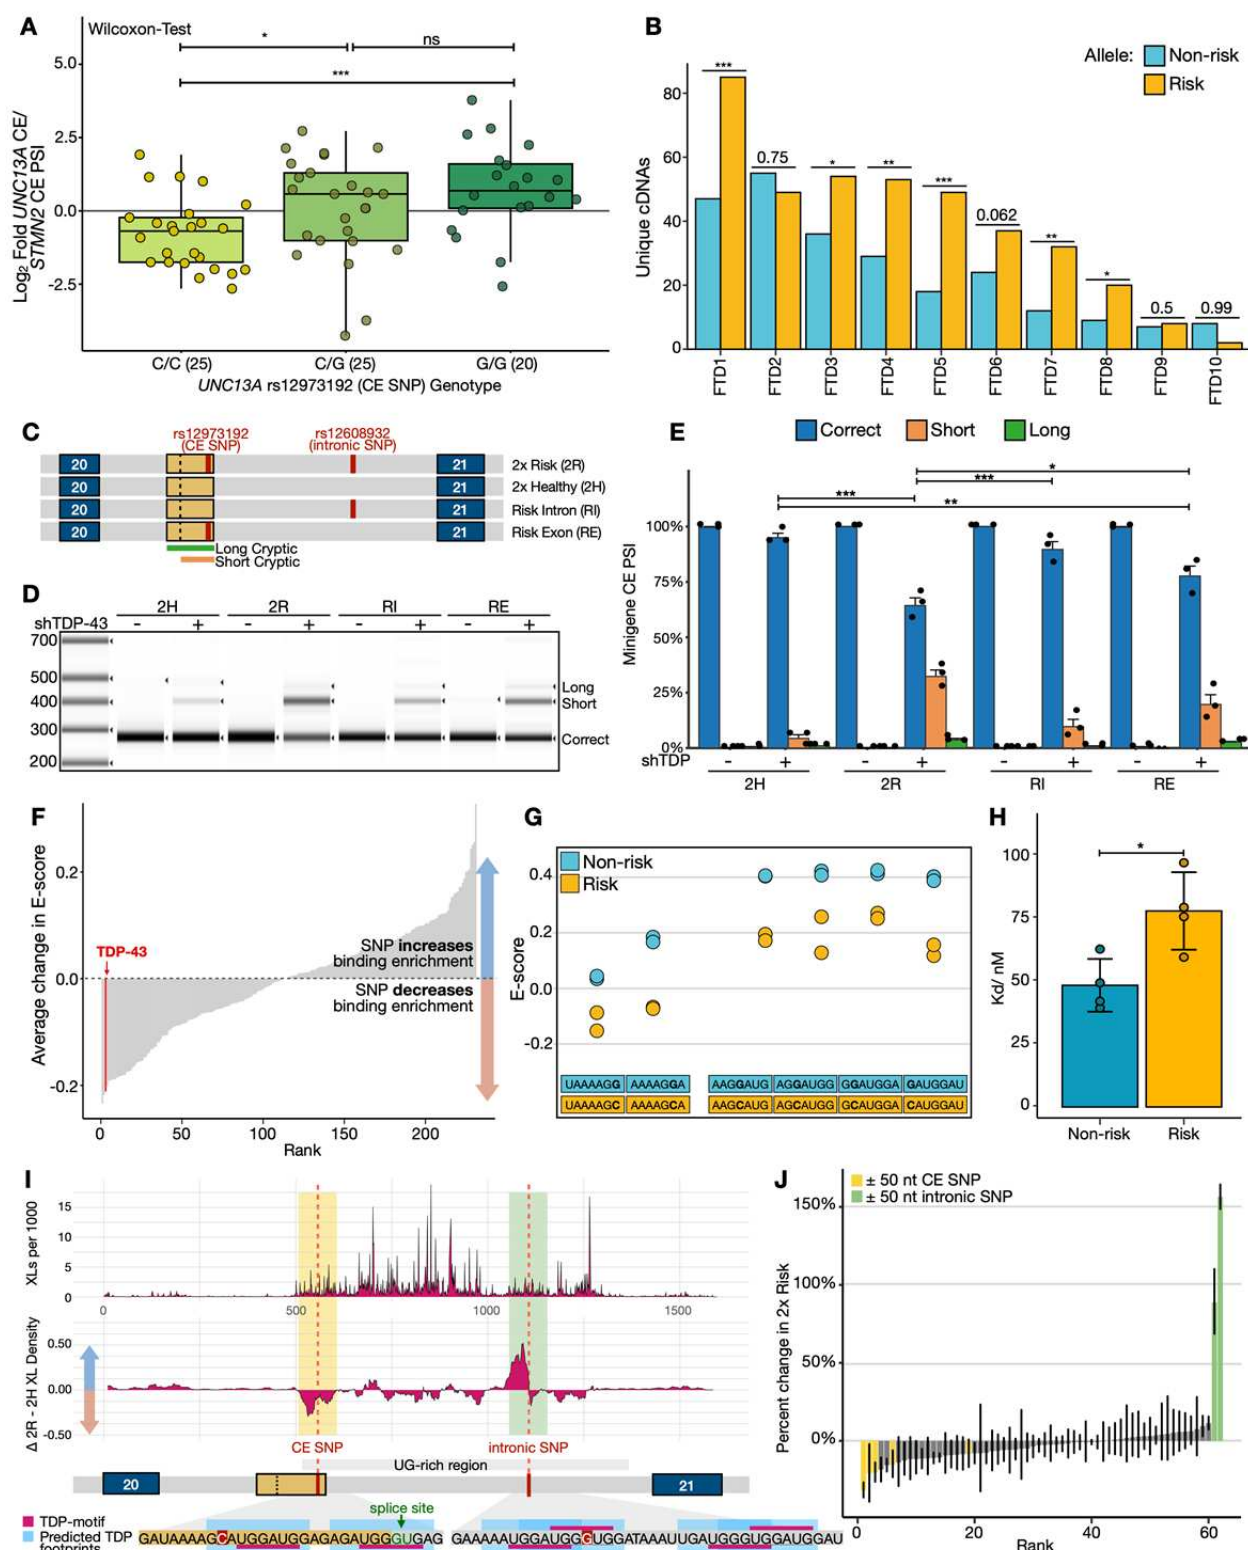 A
Wilcoxon-Test
*
ns
***
5.0
2.5
0.0
-2.5
Log2 Fold UNC13A CE/
STMN2 CE PSI
C/C (25)
C/G (25)
G/G (20)
UNC13A rs12973192 (CE SNP) Genotype
B
Allele:
Non-risk
Risk
Unique cDNAs
80
60
40
20
0
***
0.75
*
**
***
0.062
**
*
0.5
0.99
FTD1
FTD2
FTD3
FTD4
FTD5
FTD6
FTD7
FTD8
FTD9
FTD10
C
rs12973192
(CE SNP)
rs12608932
(intronic SNP)
20
21
2x Risk (2R)
20
21
2x Healthy (2H)
20
21
Risk Intron (RI)
20
21
Risk Exon (RE)
Long Cryptic
Short Cryptic
D
2H
2R
RI
RE
shTDP-43
-
+
-
+
-
+
-
+
700
500
400
300
200
Long
Short
Correct
E
Correct
Short
Long
*
***
***
**
Minigene CE PSI
100%
75%
50%
25%
0%
shTDP
-
+
-
+
-
+
-
+
2H
2R
RI
RE
F
Average change in E-score
0.2
0.0
-0.2
TDP-43
SNP increases
binding enrichment
SNP decreases
binding enrichment
0
50
100
150
200
Rank
G
Non-risk
Risk
E-score
0.4
0.2
0.0
-0.2
UAAAAGG
AAAAGGA
AAGGAUG
AGGAUGG
GGAUGGA
GAUGGAU
UAAAAGC
AAAAGCA
AAGCAUG
AGCAUGG
GCAUGGA
CAUGGAU
H
Kd/ nM
100
75
50
25
0
*
Non-risk
Risk
I
XLs per 1000
15
10
5
0
0
500
1000
1500
Δ 2R - 2H XL Density
0.50
0.00
-0.50
CE SNP
intronic SNP
UG-rich region
20
21
splice site
TDP-motif
Predicted TDP
footprints
GAUAAAAGCAUGGAUGGAGAGAUGGGUGAG
GAAAAAUGGAUGGGUGGAUAAAUUGAUGGGUGGAUGGAU
J
± 50 nt CE SNP
± 50 nt intronic SNP
Percent change in 2x Risk
150%
100%
50%
0%
0
20
40
60
Rank